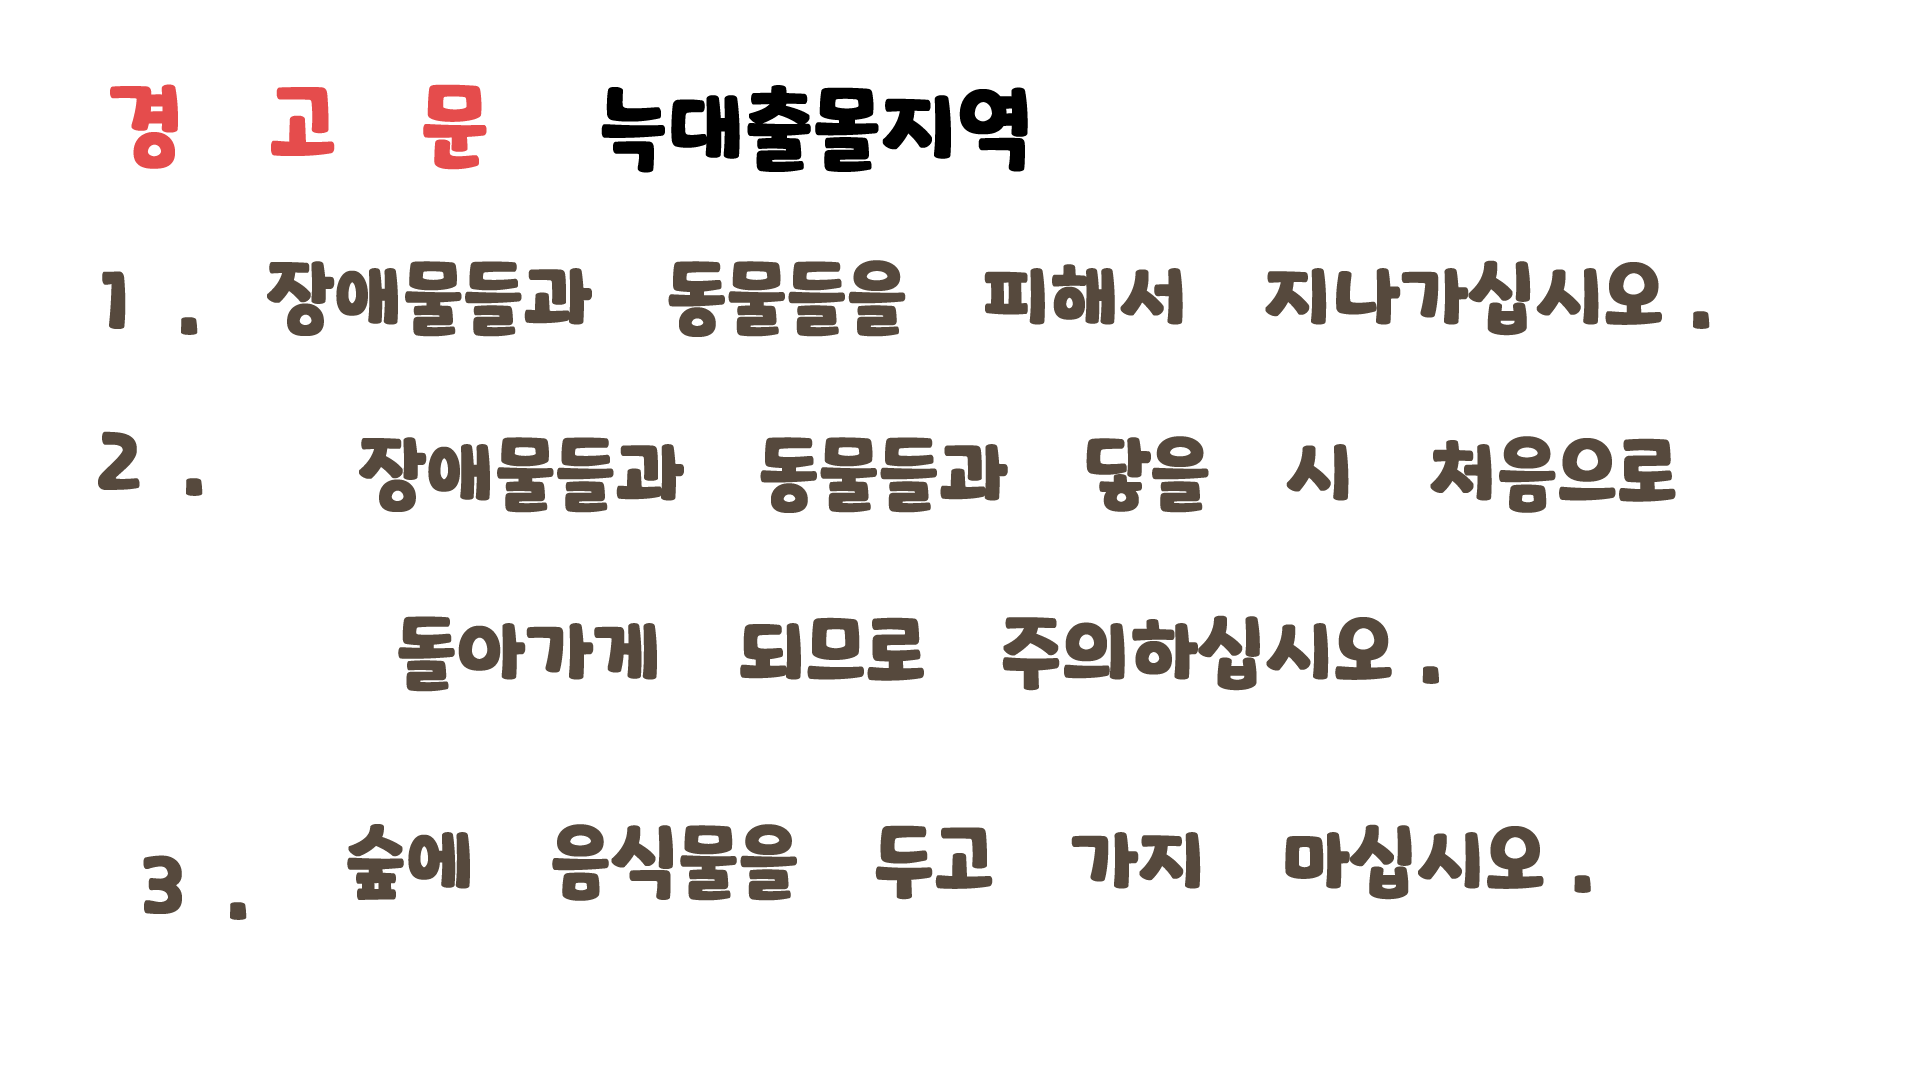 경 고 문 늑대출몰지역
1 . 장애물들과 동물들을 피해서 지나가십시오 .
2 . 장애물들과 동물들과 닿을 시 처음으로
돌아가게 되므로 주의하십시오 .
3 . 숲에 음식물을 두고 가지 마십시오 .